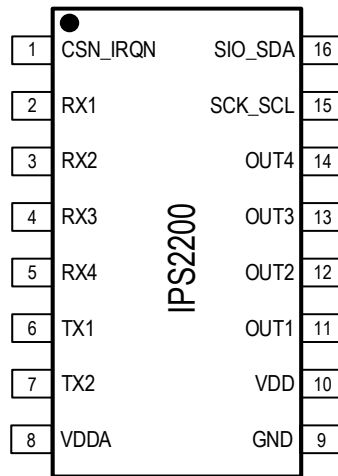 1 CSN_IRQN SIO_SDA 16
2 RX1 SCK_SCL 15
3 RX2 OUT4 14
4 RX3 OUT3 13
5 RX4 OUT2 12
6 TX1 OUT1 11
7 TX2 VDD 10
8 VDDA GND 9
IPS2200